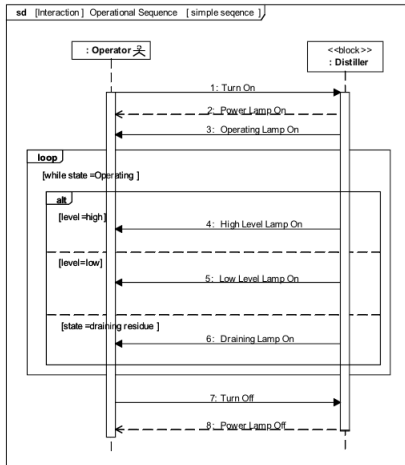 sd [Interaction] Operational Sequence [ simple seqence ]
: Operator
<<block>>
: Distiller
1: Turn On
2: Power Lamp On
3: Operating Lamp On
loop
[while state =Operating ]
alt
[level=high]
4: High Level Lamp On
[level=low]
5: Low Level Lamp On
[state =draining residue ]
6: Draining Lamp On
7: Turn Off
8: Power Lamp Off